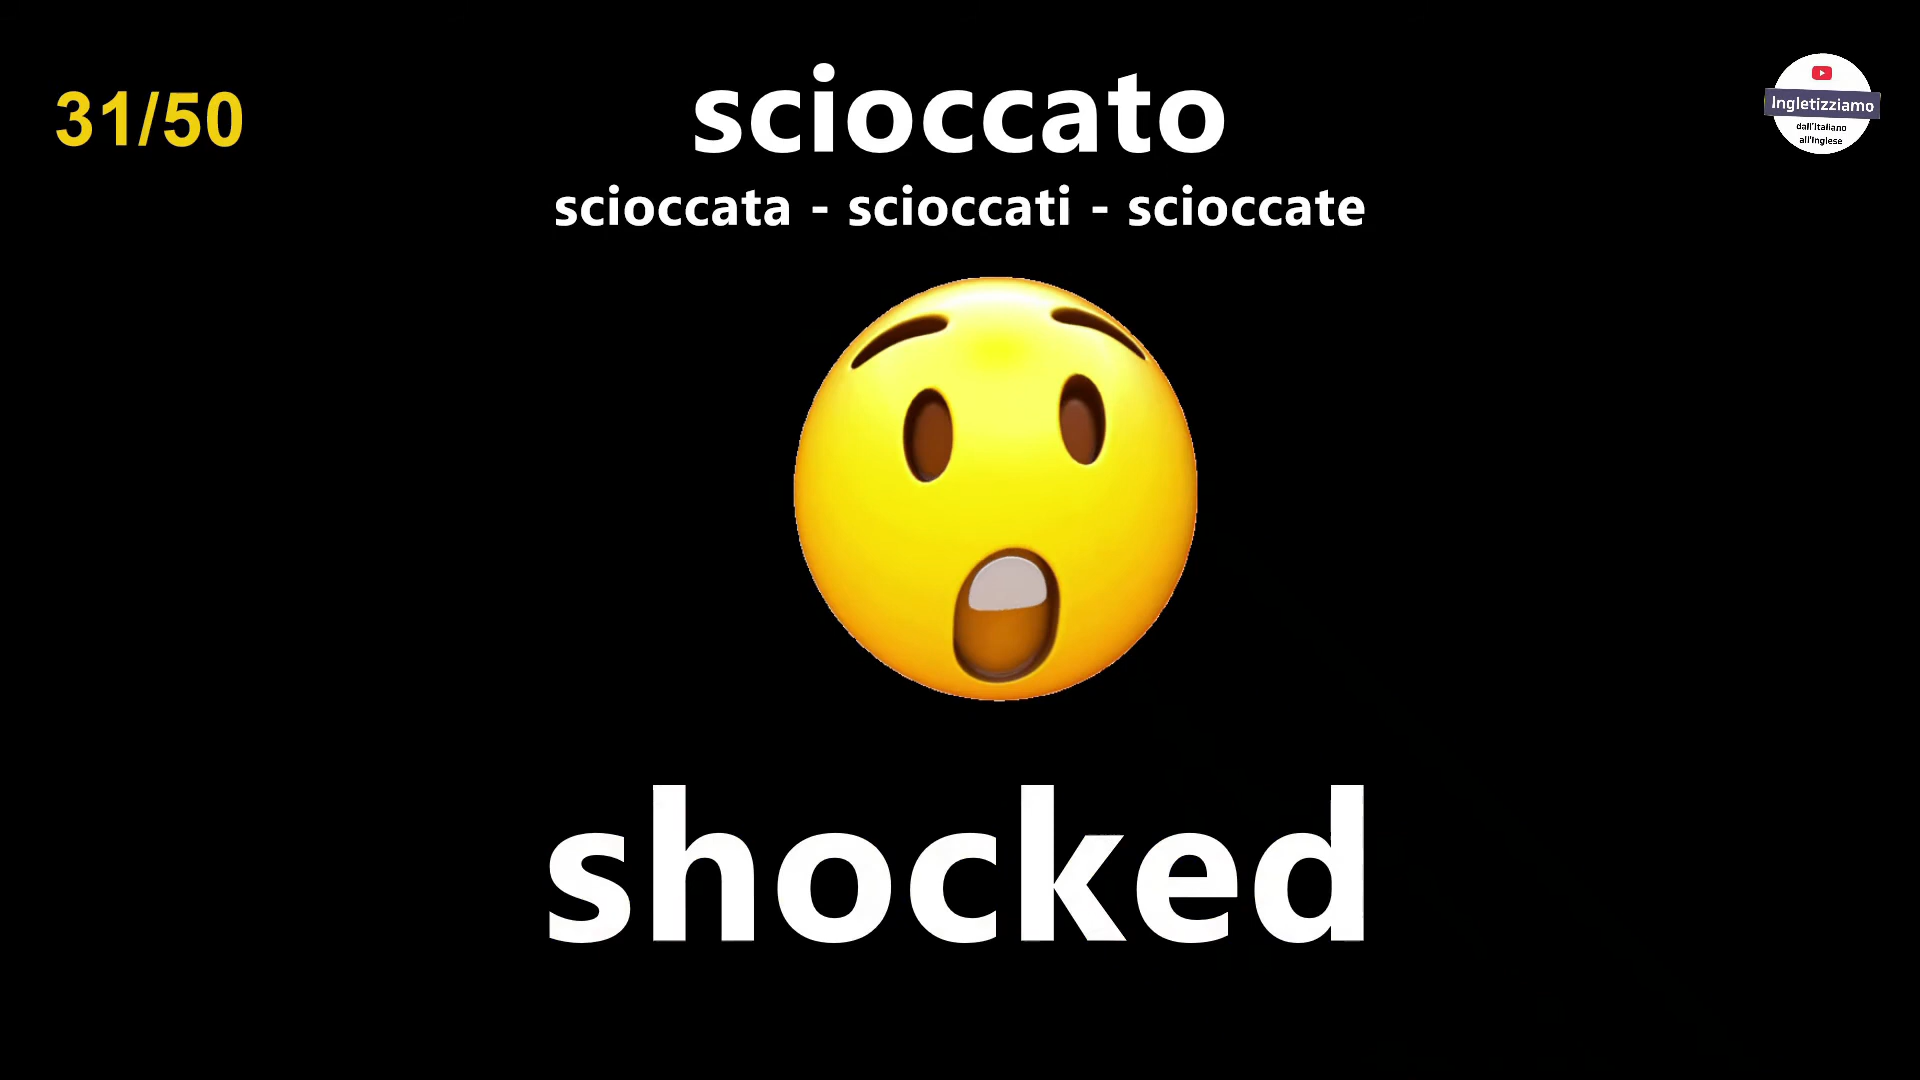 31/50
scioccato
scioccata - scioccati - scioccate
Ingletizziamo
dall'Italiano
all'Inglese
shocked